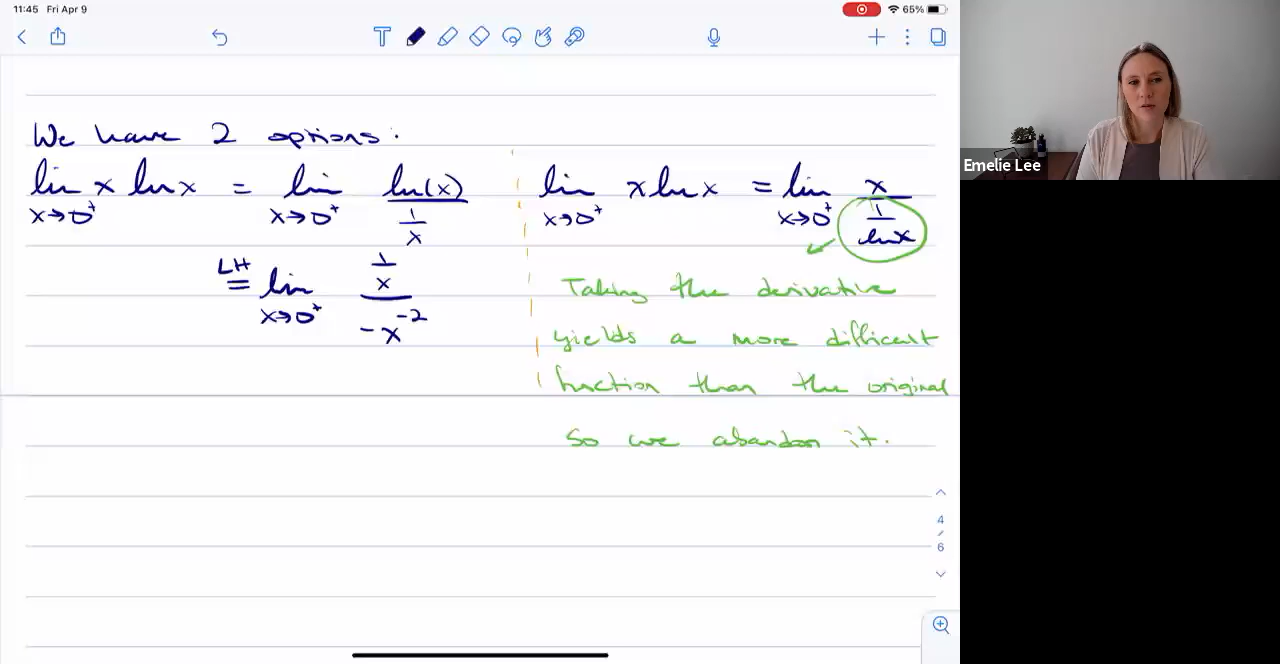 11:45 Fri Apr 9
65%
T
We have 2 options:
lim x→0⁺ x ln x = lim x→0⁺ ln(x) / (1/x)
LH = lim x→0⁺ (1/x) / (-x⁻²)
lim x→0⁺ x ln x = lim x→0⁺ x / (1/ln x)
Taking the derivative
yields a more difficult
function than the original
so we abandon it.
4
/
6
Emelie Lee